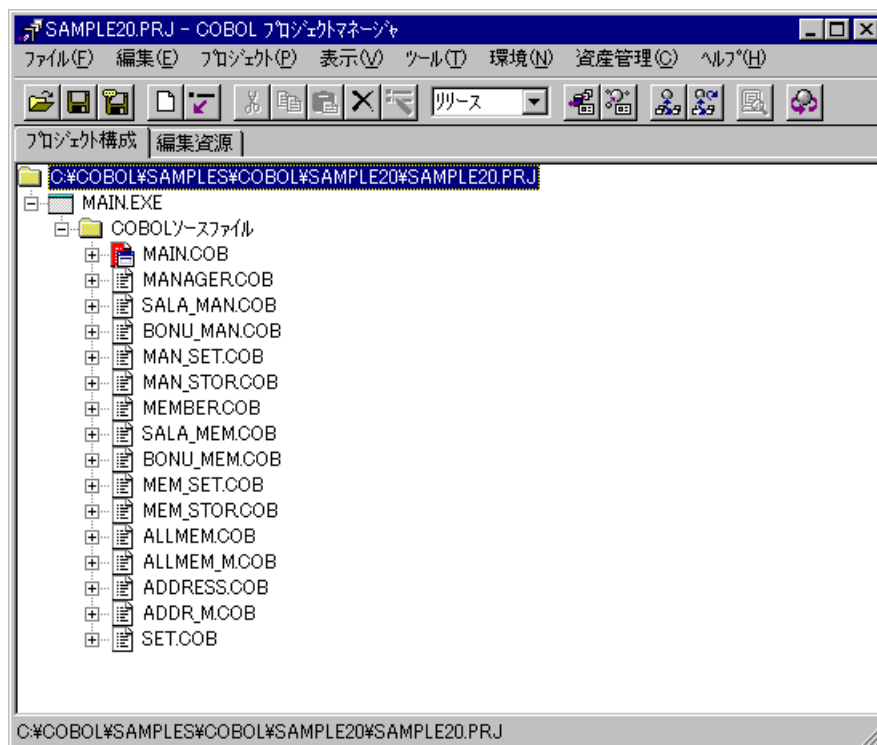 SAMPLE20.PRJ - COBOL ﾌﾟﾛｼﾞｪｸﾄﾏﾈｰｼﾞｬ
ﾌｧｲﾙ(F) 編集(E) ﾌﾟﾛｼﾞｪｸﾄ(P) 表示(V) ﾂｰﾙ(T) 環境(N) 資産管理(C) ﾍﾙﾌﾟ(H)
ﾘﾘｰｽ
ﾌﾟﾛｼﾞｪｸﾄ構成 編集資源
C:¥COBOL¥SAMPLES¥COBOL¥SAMPLE20¥SAMPLE20.PRJ
MAIN.EXE
COBOLｿｰｽﾌｧｲﾙ
MAIN.COB
MANAGER.COB
SALA_MAN.COB
BONU_MAN.COB
MAN_SET.COB
MAN_STOR.COB
MEMBER.COB
SALA_MEM.COB
BONU_MEM.COB
MEM_SET.COB
MEM_STOR.COB
ALLMEM.COB
ALLMEM_M.COB
ADDRESS.COB
ADDR_M.COB
SET.COB
C:¥COBOL¥SAMPLES¥COBOL¥SAMPLE20¥SAMPLE20.PRJ